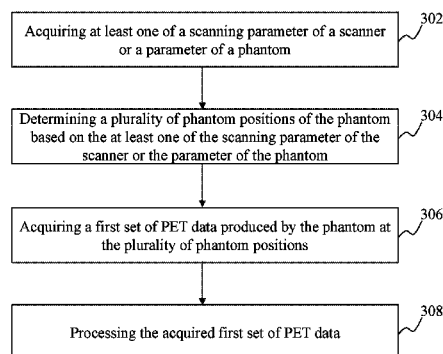 302
Acquiring at least one of a scanning parameter of a scanner
or a parameter of a phantom
304
Determining a plurality of phantom positions of the phantom
based on the at least one of the scanning parameter of the
scanner or the parameter of the phantom
306
Acquiring a first set of PET data produced by the phantom at
the plurality of phantom positions
308
Processing the acquired first set of PET data